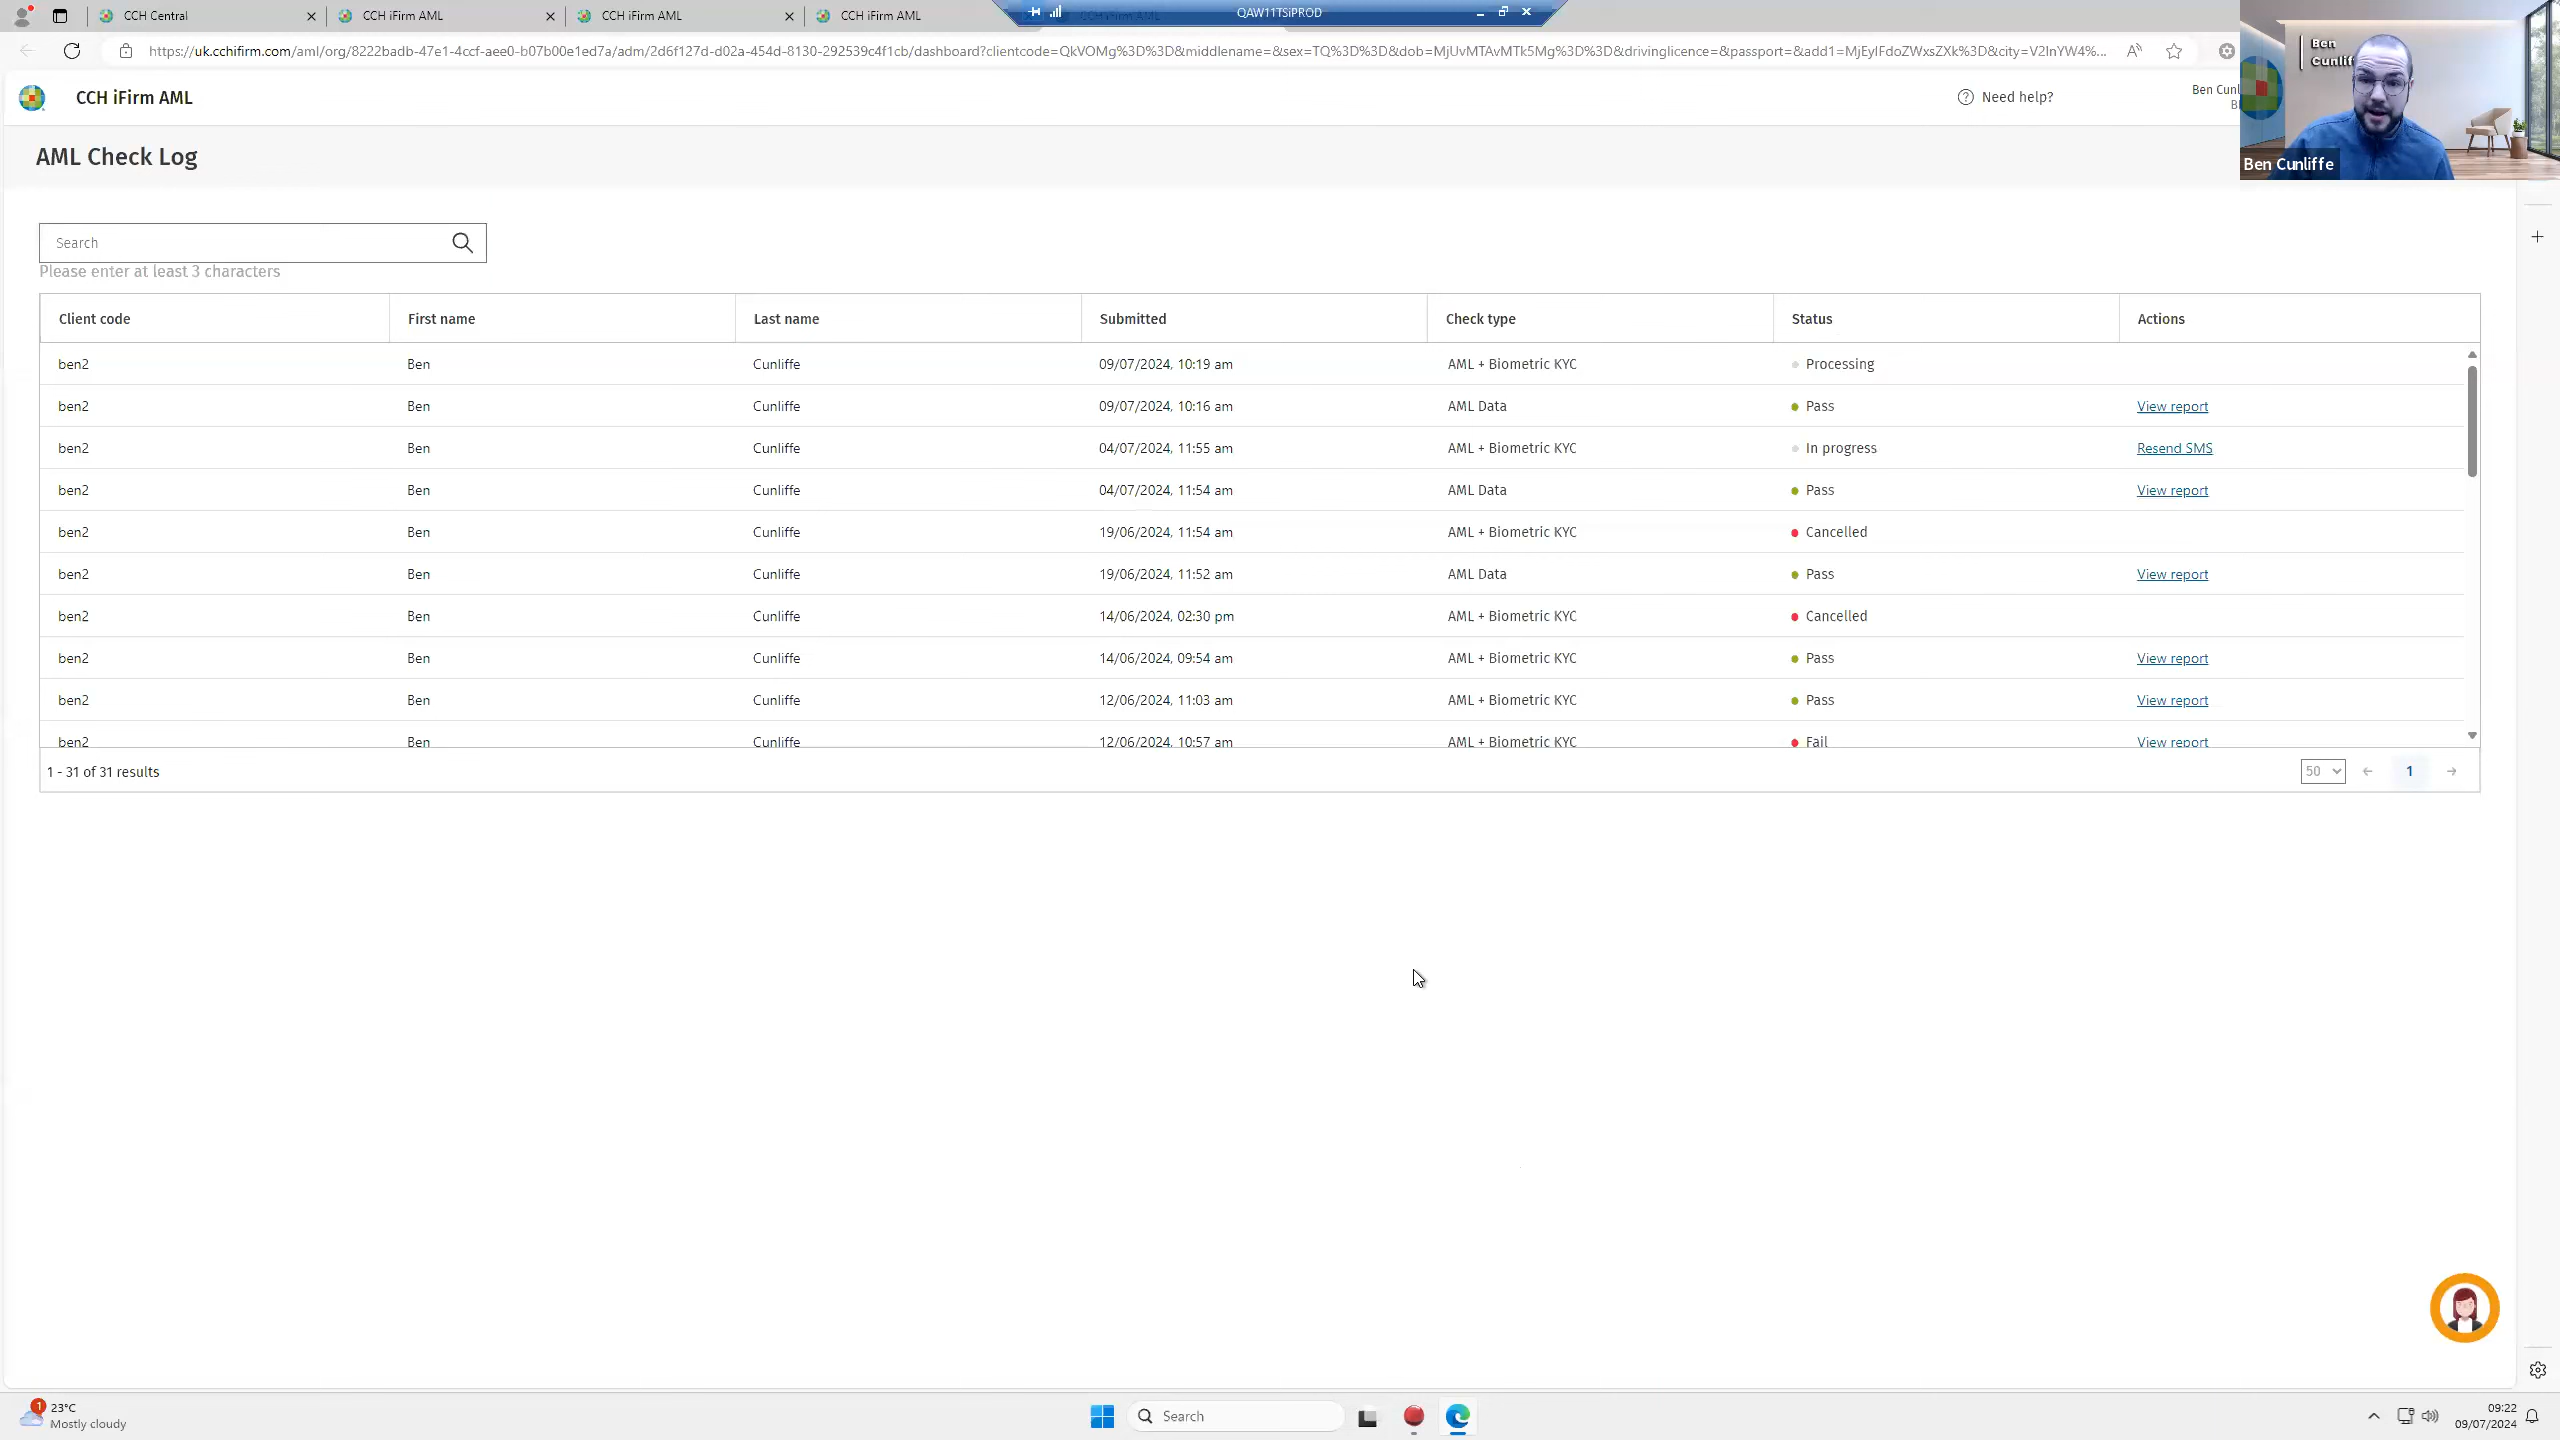 CCH Central
CCH iFirm AML
CCH iFirm AML
CCH iFirm AML
CCH iFirm AML
QAW11TSiPROD
https://uk.cchifirm.com/aml/org/8222badb-47e1-4ccf-aee0-b07b00e1ed7a/adm/2d6f127d-d02a-454d-8130-292539c4f1cb/dashboard?clientcode=QkVOMg%3D%3D&middlename=&sex=TQ%3D%3D&dob=MjUvMTAvMTk5Mg%3D%3D&drivinglicence=&passport=&add1=MjEyIFdoZWxsZXk%3D&city=V2lnYW4%...
CCH iFirm AML
Need help?
Ben Cunl
Ben
Cunliff
Ben Cunliffe
AML Check Log
Search
Please enter at least 3 characters
Client code First name Last name Submitted Check type Status Actions
ben2 Ben Cunliffe 09/07/2024, 10:19 am AML + Biometric KYC Processing
ben2 Ben Cunliffe 09/07/2024, 10:16 am AML Data Pass View report
ben2 Ben Cunliffe 04/07/2024, 11:55 am AML + Biometric KYC In progress Resend SMS
ben2 Ben Cunliffe 04/07/2024, 11:54 am AML Data Pass View report
ben2 Ben Cunliffe 19/06/2024, 11:54 am AML + Biometric KYC Cancelled
ben2 Ben Cunliffe 19/06/2024, 11:52 am AML Data Pass View report
ben2 Ben Cunliffe 14/06/2024, 02:30 pm AML + Biometric KYC Cancelled
ben2 Ben Cunliffe 14/06/2024, 09:54 am AML + Biometric KYC Pass View report
ben2 Ben Cunliffe 12/06/2024, 11:03 am AML + Biometric KYC Pass View report
ben2 Ben Cunliffe 12/06/2024, 10:57 am AML + Biometric KYC Fail View report
1 - 31 of 31 results
50
1
1
23°C
Mostly cloudy
Search
09:22
09/07/2024